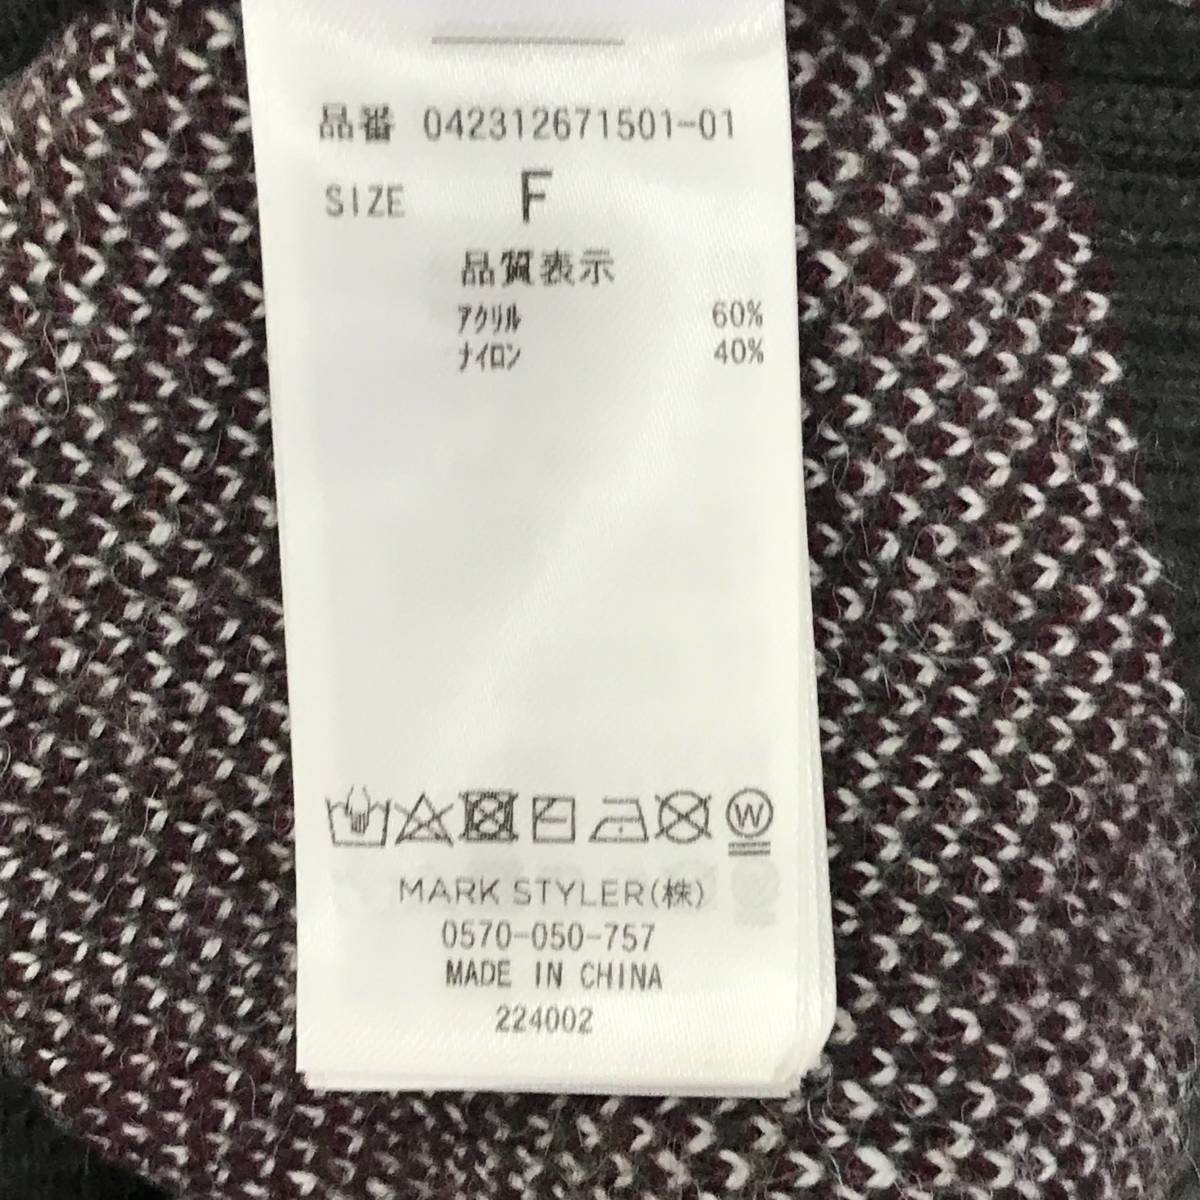 品番 042312671501-01
SIZE F
品質表示
アクリル 60%
ナイロン 40%
W
MARK STYLER(株)
0570-050-757
MADE IN CHINA
224002